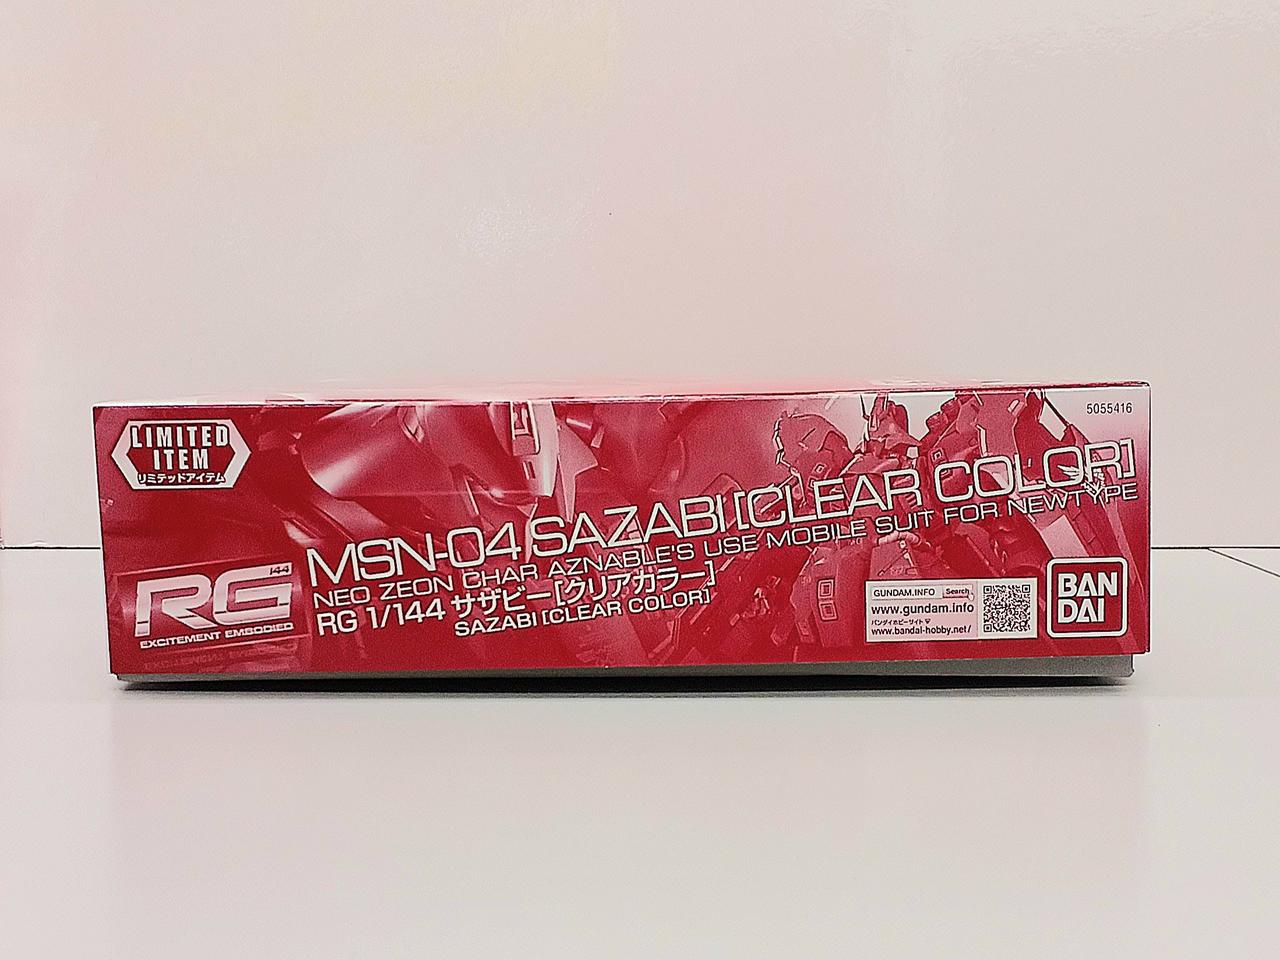 5055416
LIMITED
ITEM
リミテッドアイテム
MSN-04 SAZABI [CLEAR COLOR]
NEO ZEON CHAR AZNABLE'S USE MOBILE SUIT FOR NEWTYPE
RG 1/144 サザビー [クリアカラー]
SAZABI [CLEAR COLOR]
1/144
RG
EXCITEMENT EMBODIED
GUNDAM.INFO Search
www.gundam.info
バンダイホビーサイト
www.bandai-hobby.net/
BAN
DAI